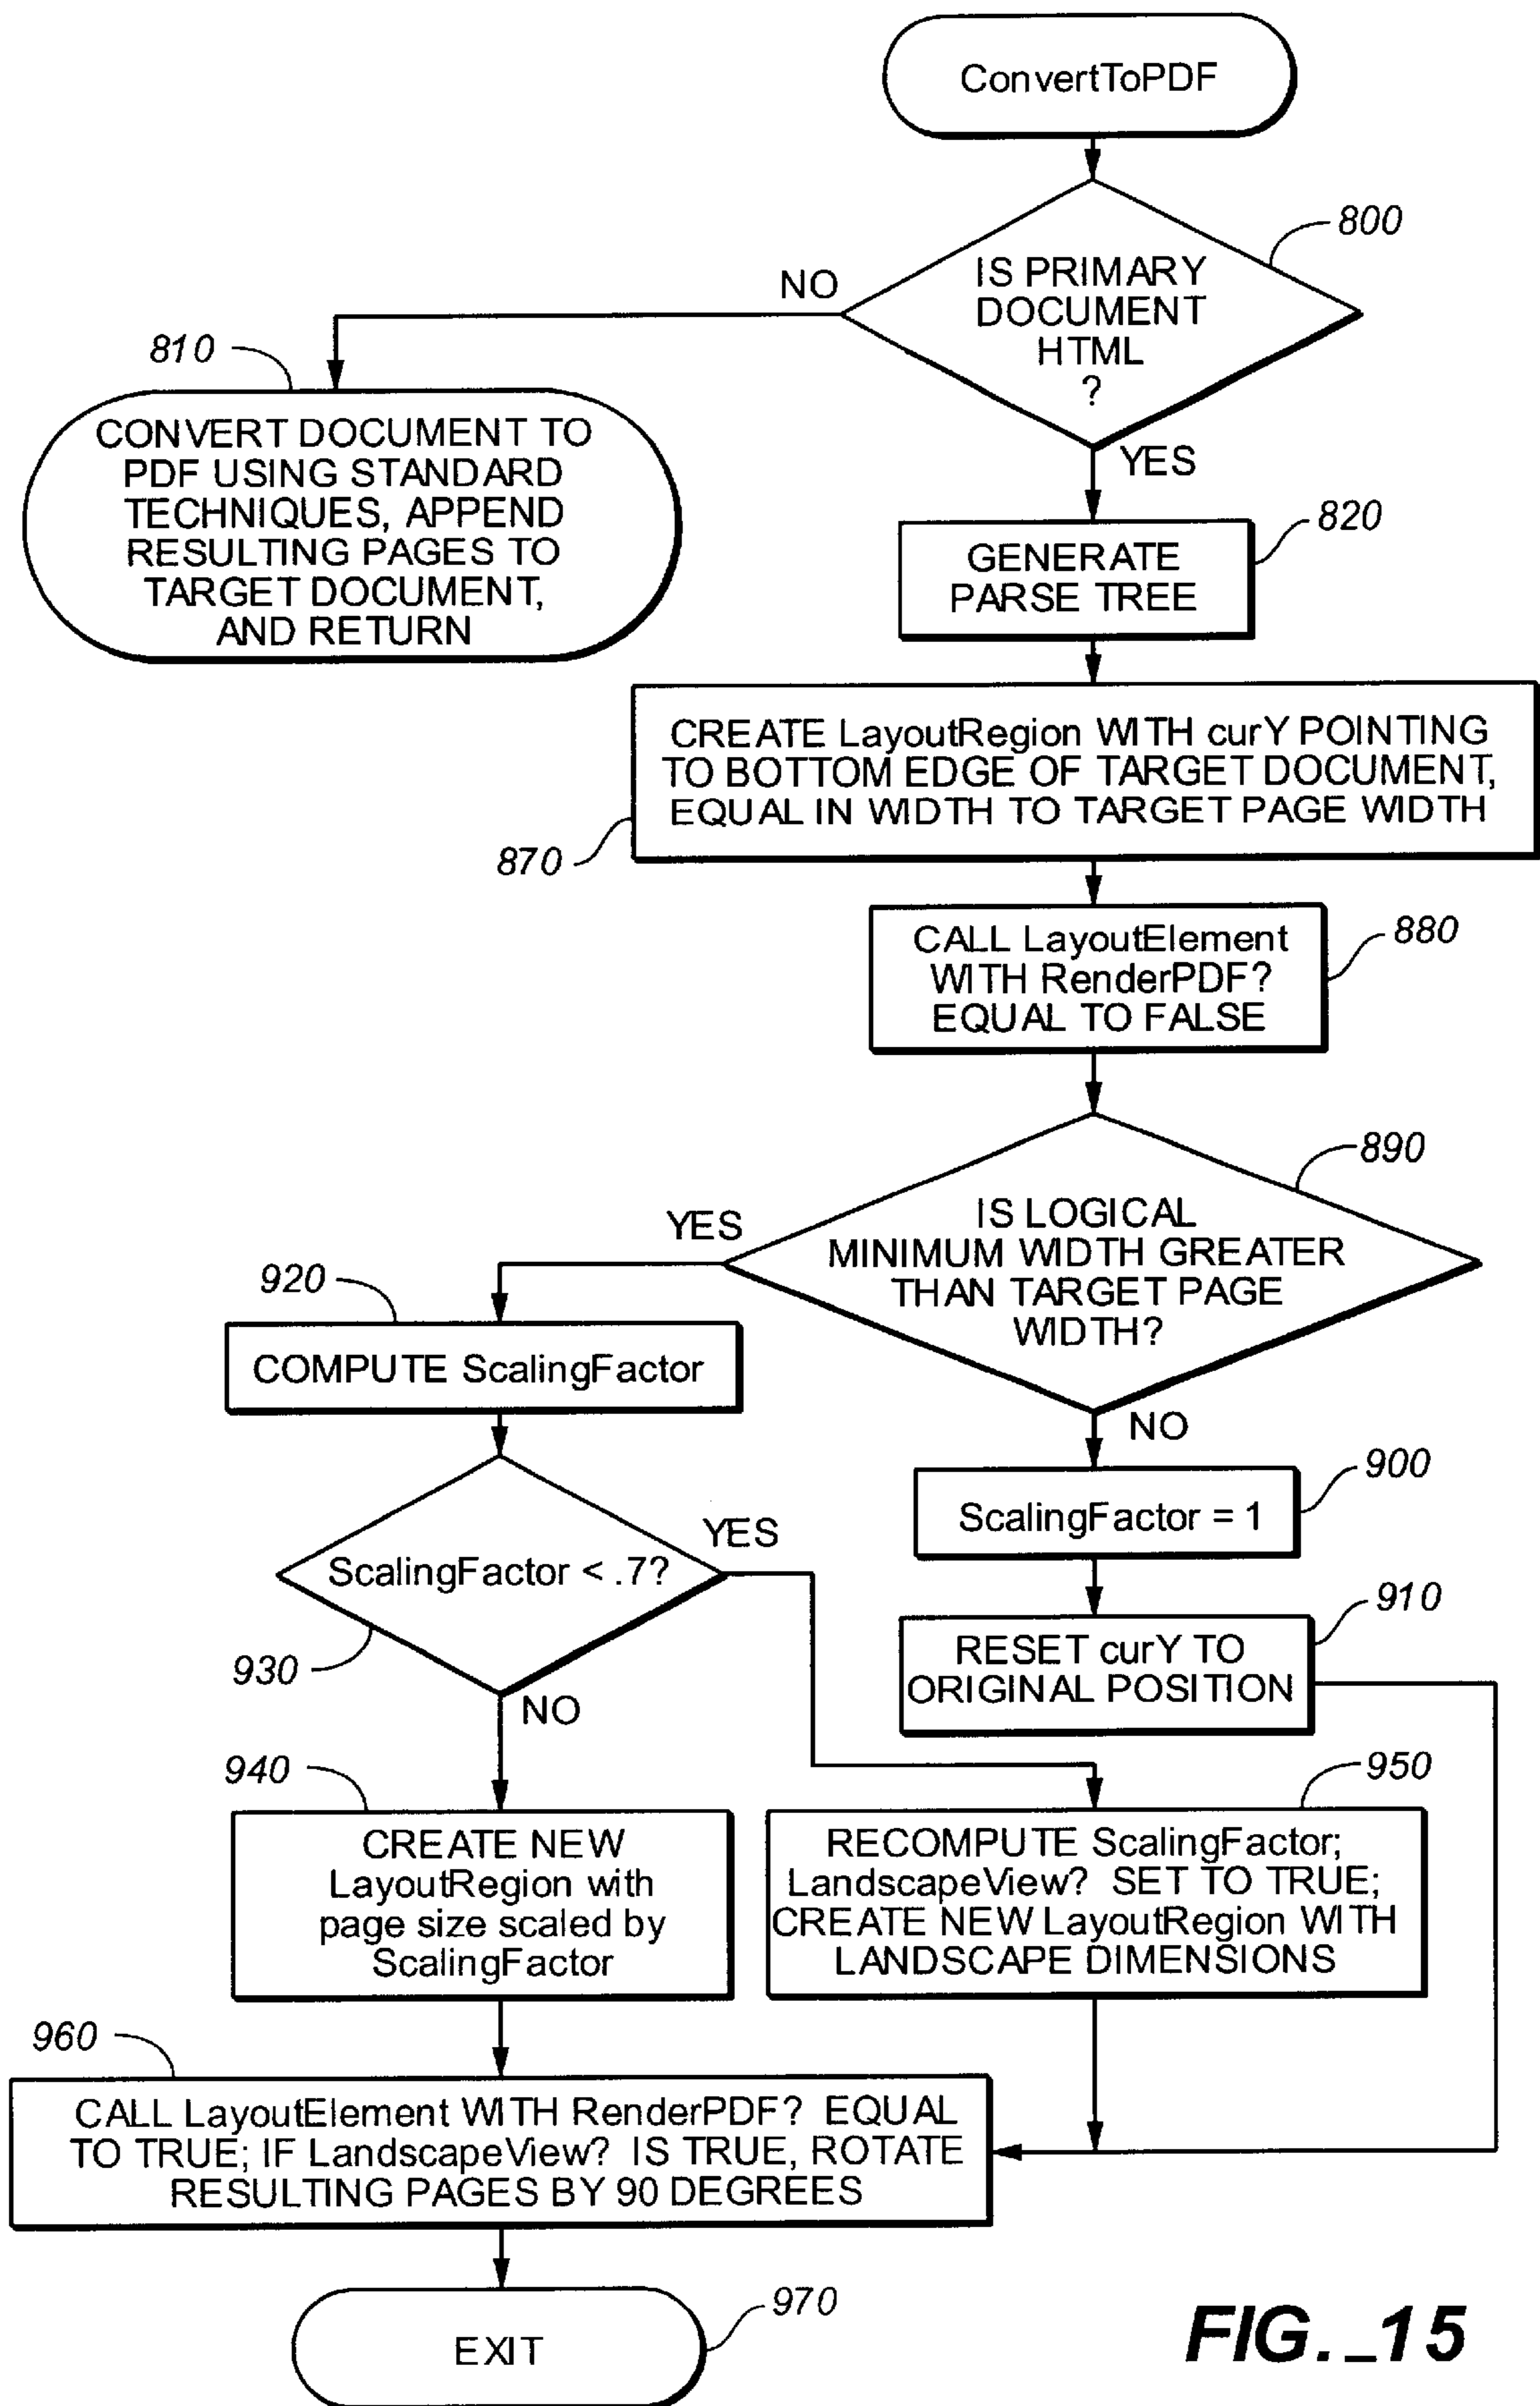 ConvertToPDF
800
IS PRIMARY
DOCUMENT
HTML
?
NO
YES
810
CONVERT DOCUMENT TO
PDF USING STANDARD
TECHNIQUES, APPEND
RESULTING PAGES TO
TARGET DOCUMENT,
AND RETURN
820
GENERATE
PARSE TREE
CREATE LayoutRegion WITH curY POINTING
TO BOTTOM EDGE OF TARGET DOCUMENT,
EQUAL IN WIDTH TO TARGET PAGE WIDTH
870
CALL LayoutElement
WITH RenderPDF?
EQUAL TO FALSE
880
890
IS LOGICAL
MINIMUM WIDTH GREATER
THAN TARGET PAGE
WIDTH?
YES
NO
920
COMPUTE ScalingFactor
900
ScalingFactor = 1
ScalingFactor < .7?
YES
930
NO
910
RESET curY TO
ORIGINAL POSITION
940
CREATE NEW
LayoutRegion with
page size scaled by
ScalingFactor
950
RECOMPUTE ScalingFactor;
LandscapeView? SET TO TRUE;
CREATE NEW LayoutRegion WITH
LANDSCAPE DIMENSIONS
960
CALL LayoutElement WITH RenderPDF? EQUAL
TO TRUE; IF LandscapeView? IS TRUE, ROTATE
RESULTING PAGES BY 90 DEGREES
970
EXIT
FIG._15